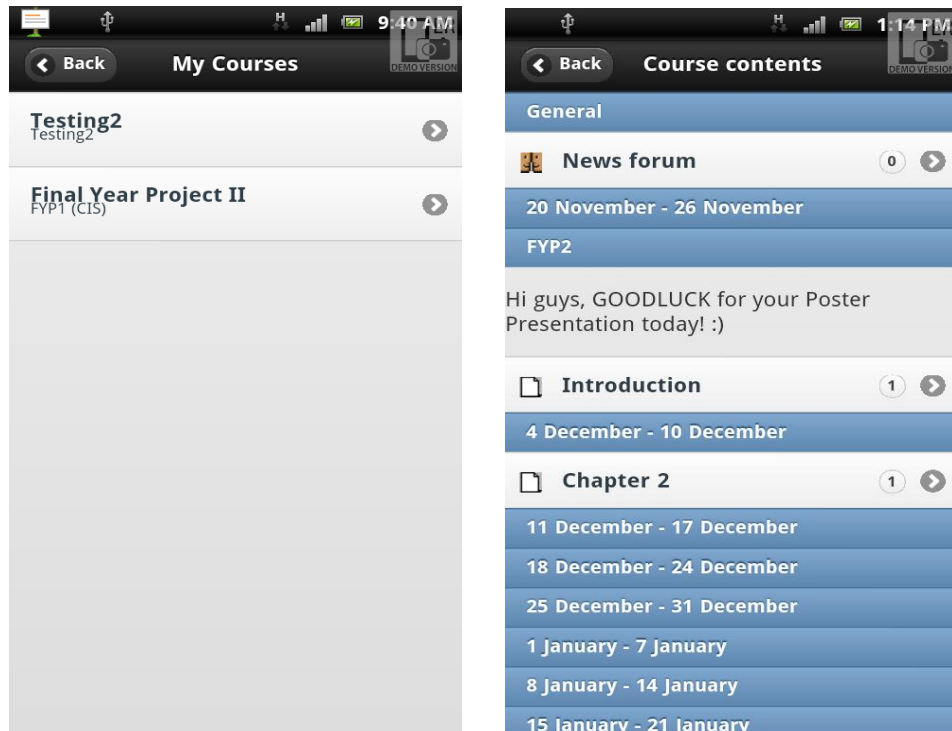 H
9:40 AM
DEMO VERSION
Back
My Courses
Testing2
Testing2
Final Year Project II
FYP1 (CIS)
H
1:14 PM
DEMO VERSION
Back
Course contents
General
News forum
0
20 November - 26 November
FYP2
Hi guys, GOODLUCK for your Poster
Presentation today! :)
Introduction
1
4 December - 10 December
Chapter 2
1
11 December - 17 December
18 December - 24 December
25 December - 31 December
1 January - 7 January
8 January - 14 January
15 January - 21 January